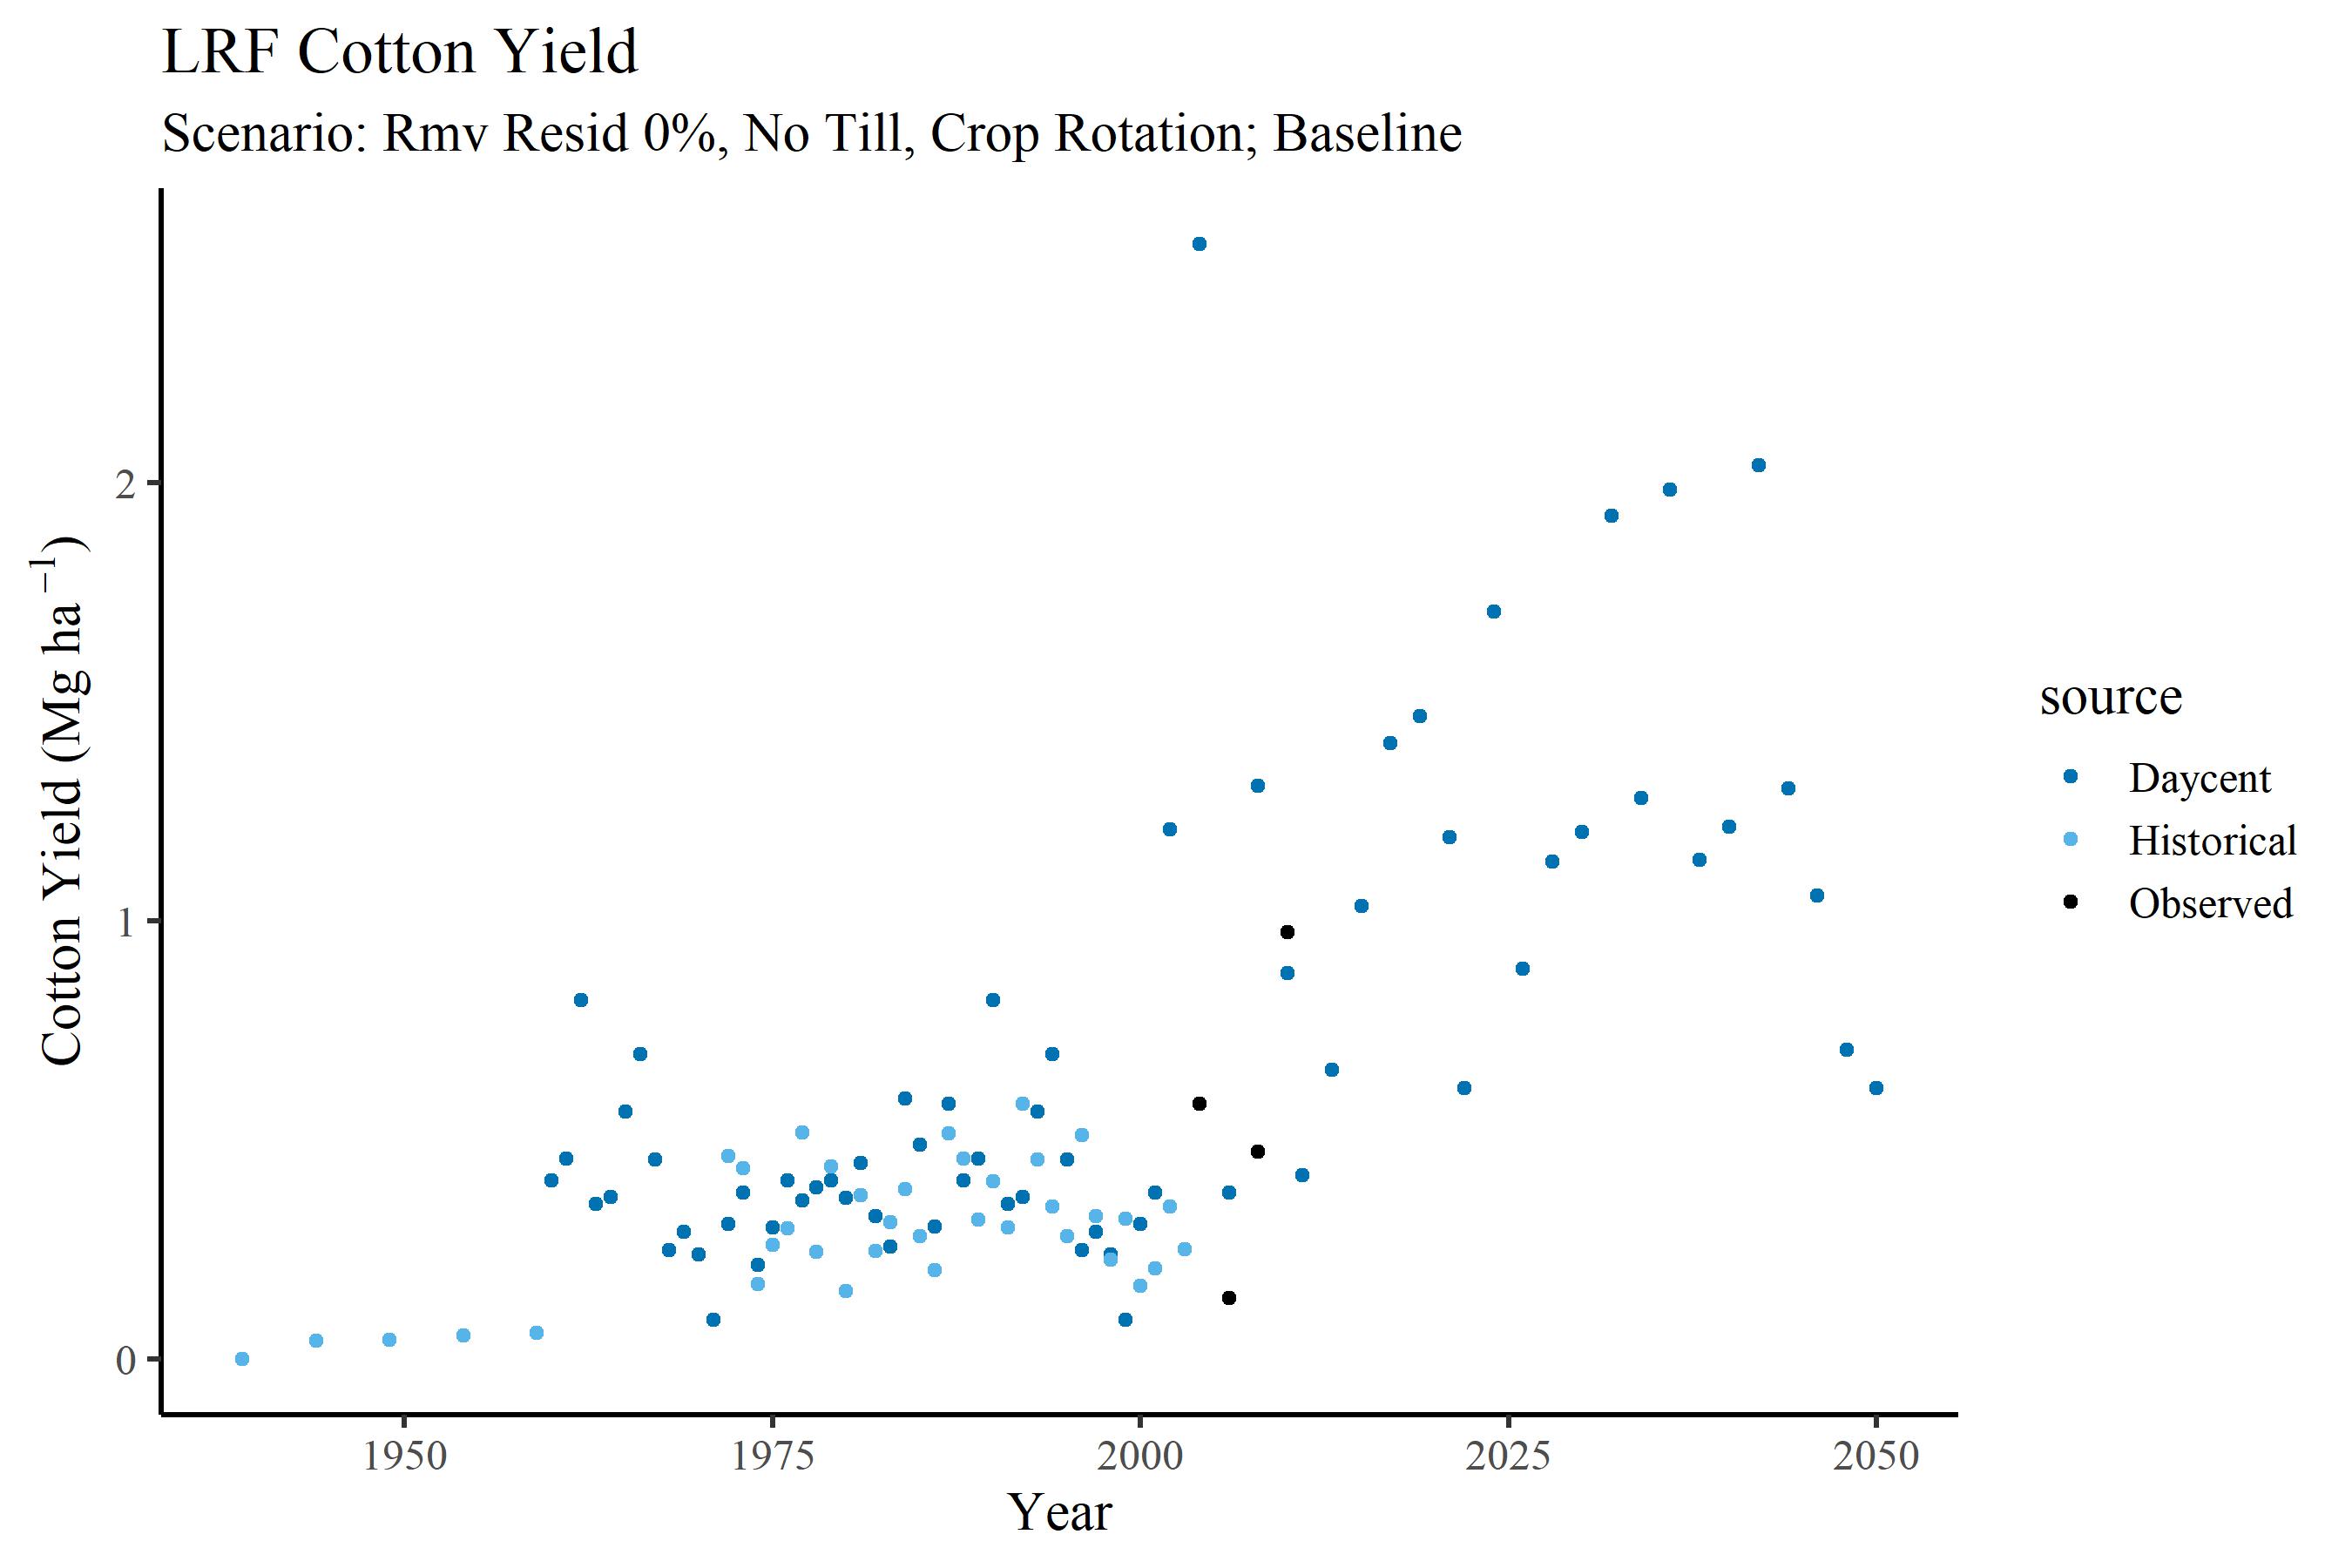 LRF Cotton Yield
Scenario: Rmv Resid 0%, No Till, Crop Rotation; Baseline
Cotton Yield (Mg ha −1)
2
1
0
1950 1975 2000 2025 2050
Year
source
Daycent
Historical
Observed